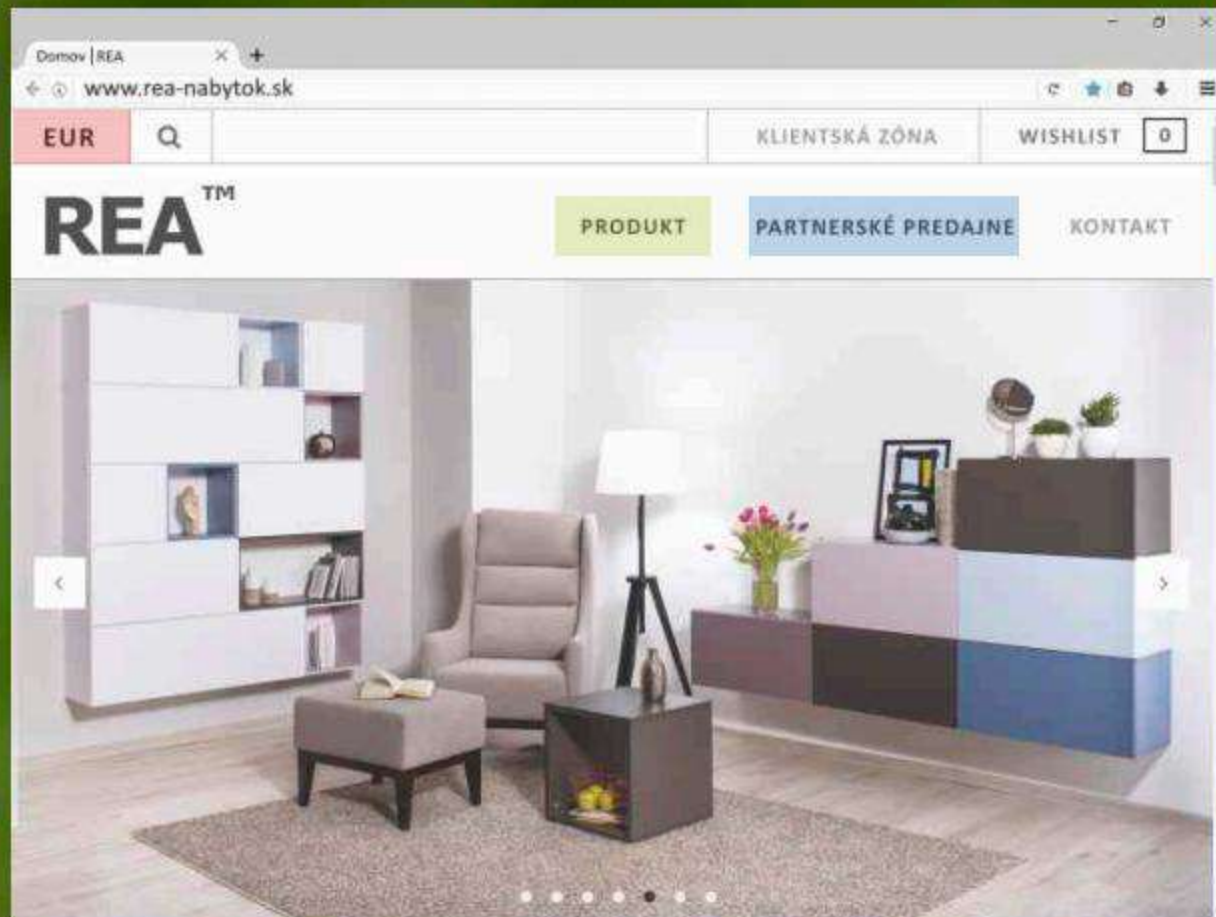 Domov | REA
www.rea-nabytok.sk
EUR
KLIENTSKÁ ZÓNA
WISHLIST 0
REA™
PRODUKT
PARTNERSKÉ PREDAJNE
KONTAKT